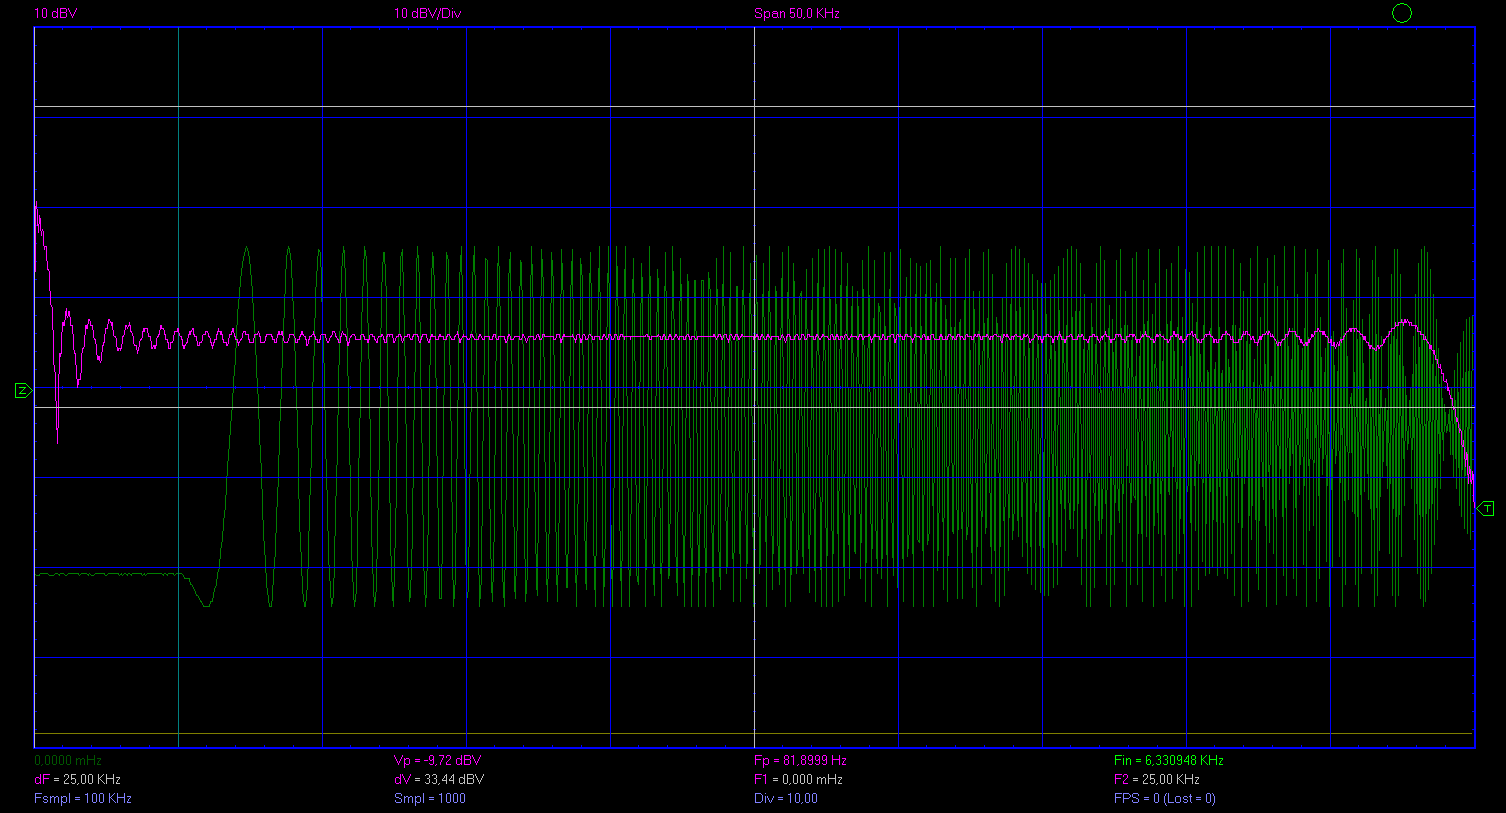 10 dBV 10 dBV/Div Span 50,0 KHz
Z
T
0,0000 mHz Vp = -9,72 dBV Fp = 81,8999 Hz Fin = 6,330948 KHz
dF = 25,00 KHz dV = 33,44 dBV F1 = 0,000 mHz F2 = 25,00 KHz
Fsmpl = 100 KHz Smpl = 1000 Div = 10,00 FPS = 0 (Lost = 0)